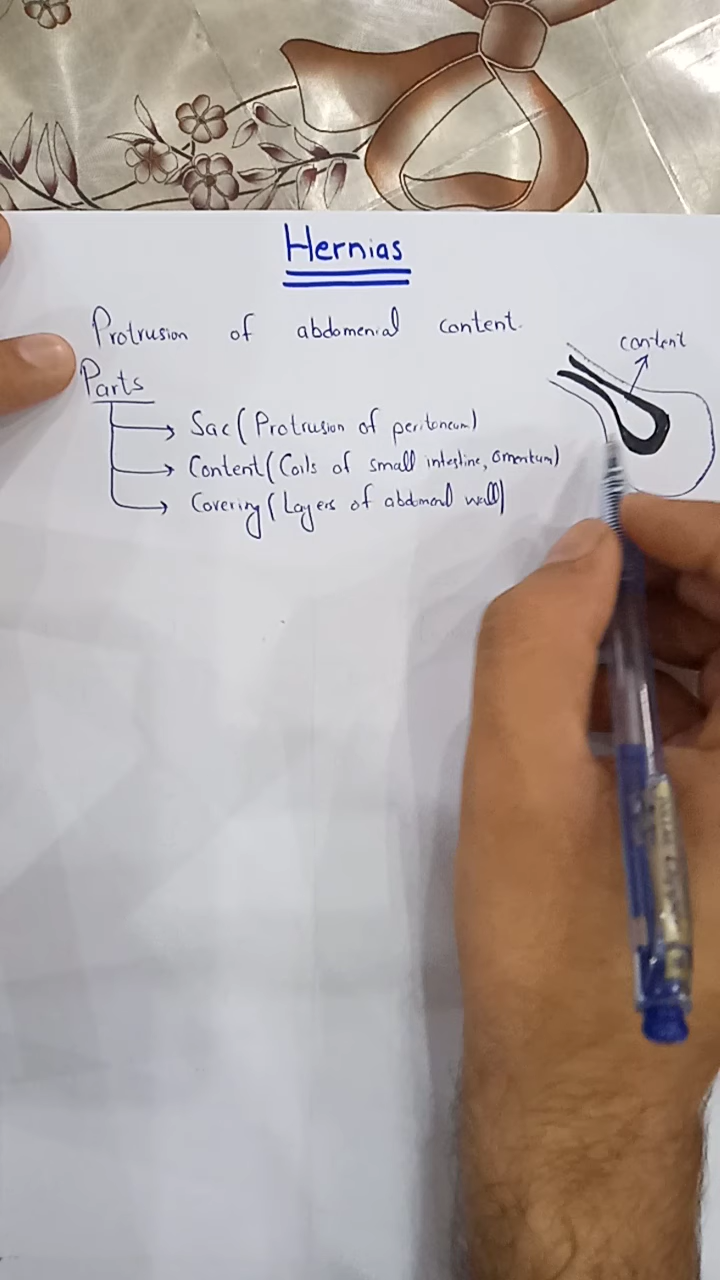 Hernias
Protrusion of abdomenial content.
content
Parts
Sac (Protrusion of peritoneum)
Content (Coils of small intestine, Omentum)
Covering (Layers of abdomenal wall)